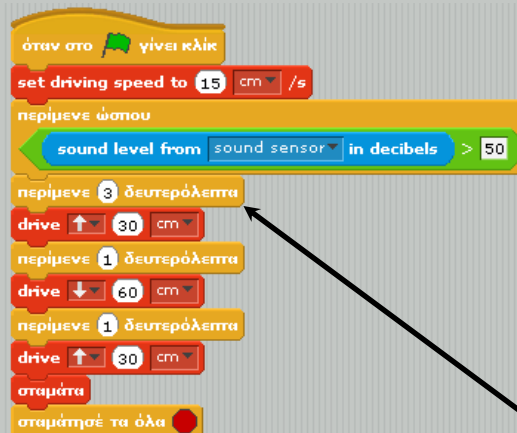 όταν στο γίνει κλικ
set driving speed to 15 cm /s
περίμενε ώσπου
sound level from sound sensor in decibels > 50
περίμενε 3 δευτερόλεπτα
drive ↑ 30 cm
περίμενε 1 δευτερόλεπτα
drive ↓ 60 cm
περίμενε 1 δευτερόλεπτα
drive ↑ 30 cm
σταμάτα
σταμάτησέ τα όλα